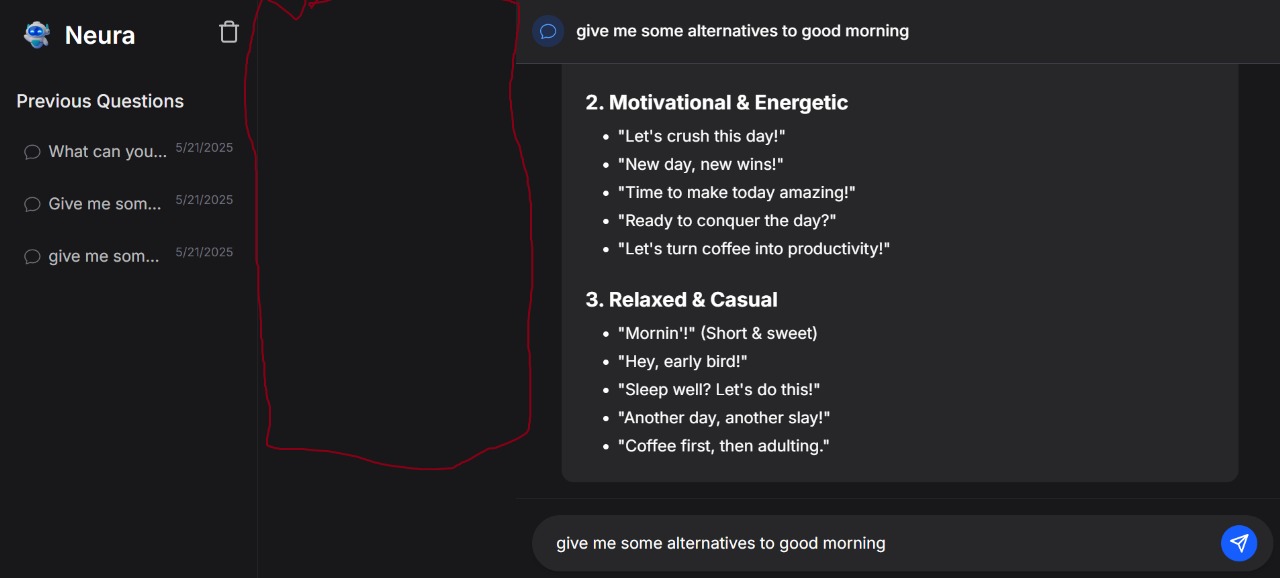 Neura
Previous Questions
What can you... 5/21/2025
Give me som... 5/21/2025
give me som... 5/21/2025
give me some alternatives to good morning
2. Motivational & Energetic
• "Let's crush this day!"
• "New day, new wins!"
• "Time to make today amazing!"
• "Ready to conquer the day?"
• "Let's turn coffee into productivity!"
3. Relaxed & Casual
• "Mornin'!" (Short & sweet)
• "Hey, early bird!"
• "Sleep well? Let's do this!"
• "Another day, another slay!"
• "Coffee first, then adulting."
give me some alternatives to good morning